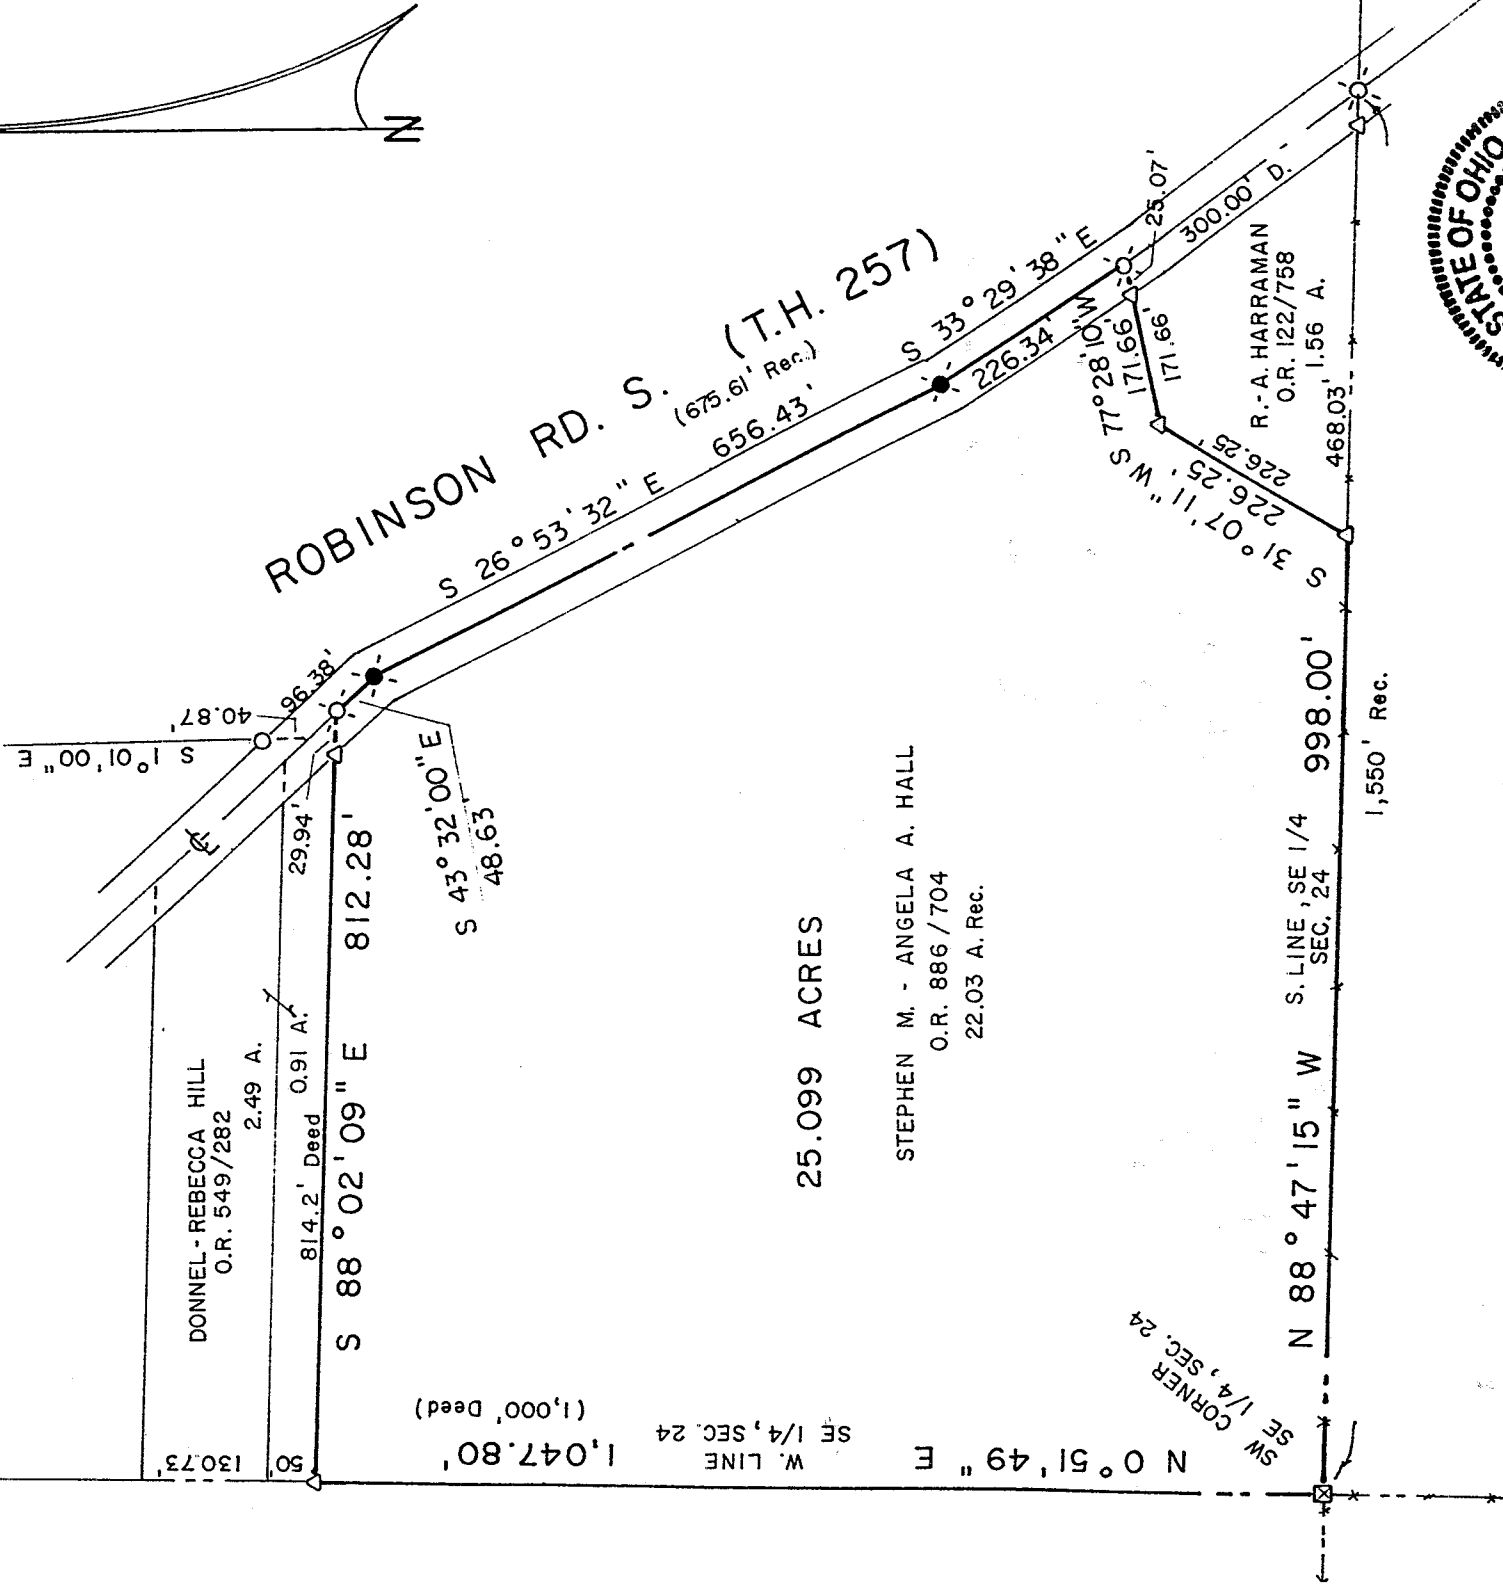 N
STATE OF OHIO
ROBINSON RD. S. (T.H. 257)
(675.61' Rec.)
S 26° 53' 32" E 656.43'
S 33° 29' 38" E
226.34'
25.07'
300.00' D.
S 77° 28' 10" W
171.66'
171.66'
R.-A. HARRAMAN
O.R. 122/758
1.56 A.
468.03'
S 31° 07' 11" W
226.25'
226.25'
96.38'
40.87'
S 1° 01' 00" E
29.94'
S 43° 32' 00" E
48.63'
DONNEL-REBECCA HILL
O.R. 549/282
2.49 A.
0.91 A.
814.2' Deed
S 88° 02' 09" E 812.28'
25.099 ACRES
STEPHEN M. - ANGELA A. HALL
O.R. 886/704
22.03 A. Rec.
N 88° 47' 15" W 998.00'
S. LINE, SE 1/4
SEC. 24
1,550' Rec.
SW CORNER
SE 1/4, SEC. 24
N 0° 51' 49" E 1,047.80'
(1,000' Deed)
W. LINE
SE 1/4, SEC. 24
50'
130.73'